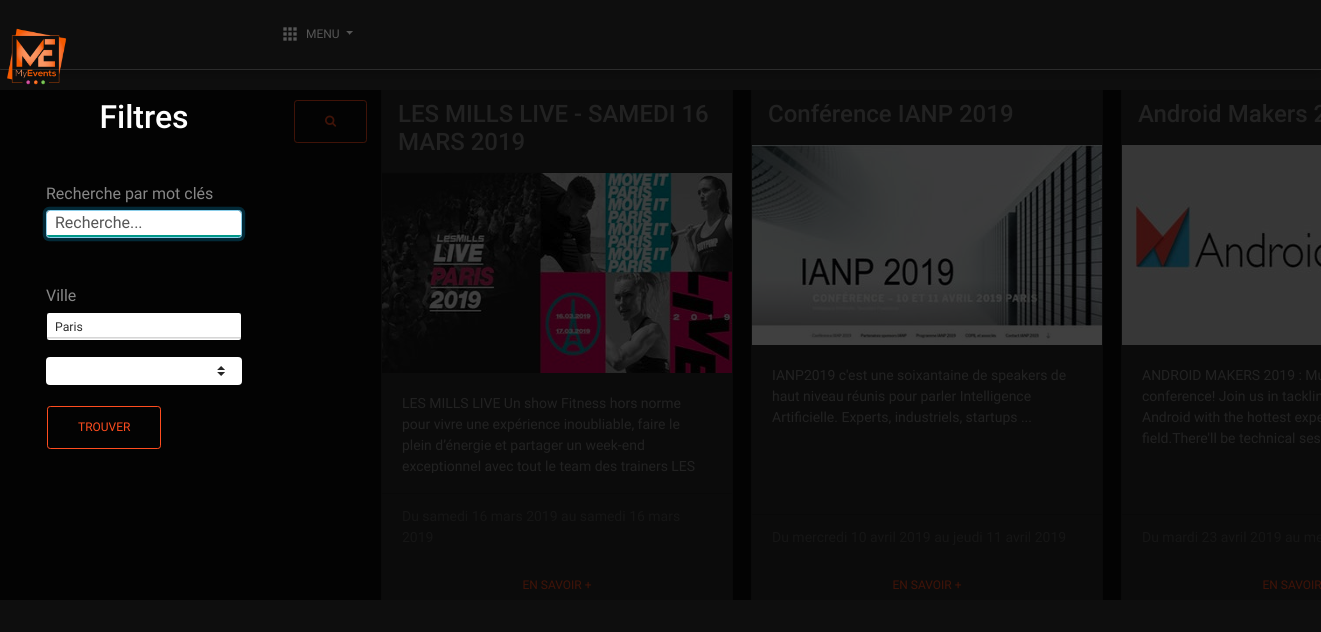 MENU
ME
MyEvents
Filtres
Recherche par mot clés
Recherche...
Ville
Paris
TROUVER
LES MILLS LIVE - SAMEDI 16
MARS 2019
LESMILLS
LIVE
PARIS
2019
MOVE IT
PARIS
MOVE IT
PARIS
MOVE IT
PARIS
MOVE IT
PARIS
16.03.2019
17.03.2019
2019
LIVE
LES MILLS LIVE Un show Fitness hors norme
pour vivre une expérience inoubliable, faire le
plein d'énergie et partager un week-end
exceptionnel avec tout le team des trainers LES
Du samedi 16 mars 2019 au samedi 16 mars
2019
EN SAVOIR +
Conférence IANP 2019
IANP 2019
CONFÉRENCE - 10 ET 11 AVRIL 2019 PARIS
IANP2019 c'est une soixantaine de speakers de
haut niveau réunis pour parler Intelligence
Artificielle. Experts, industriels, startups ...
Du mercredi 10 avril 2019 au jeudi 11 avril 2019
EN SAVOIR +
Android Makers 2
Android
ANDROID MAKERS 2019 : M
conference! Join us in tackli
Android with the hottest exp
field.There'll be technical ses
Du mardi 23 avril 2019 au m
EN SAVOIR